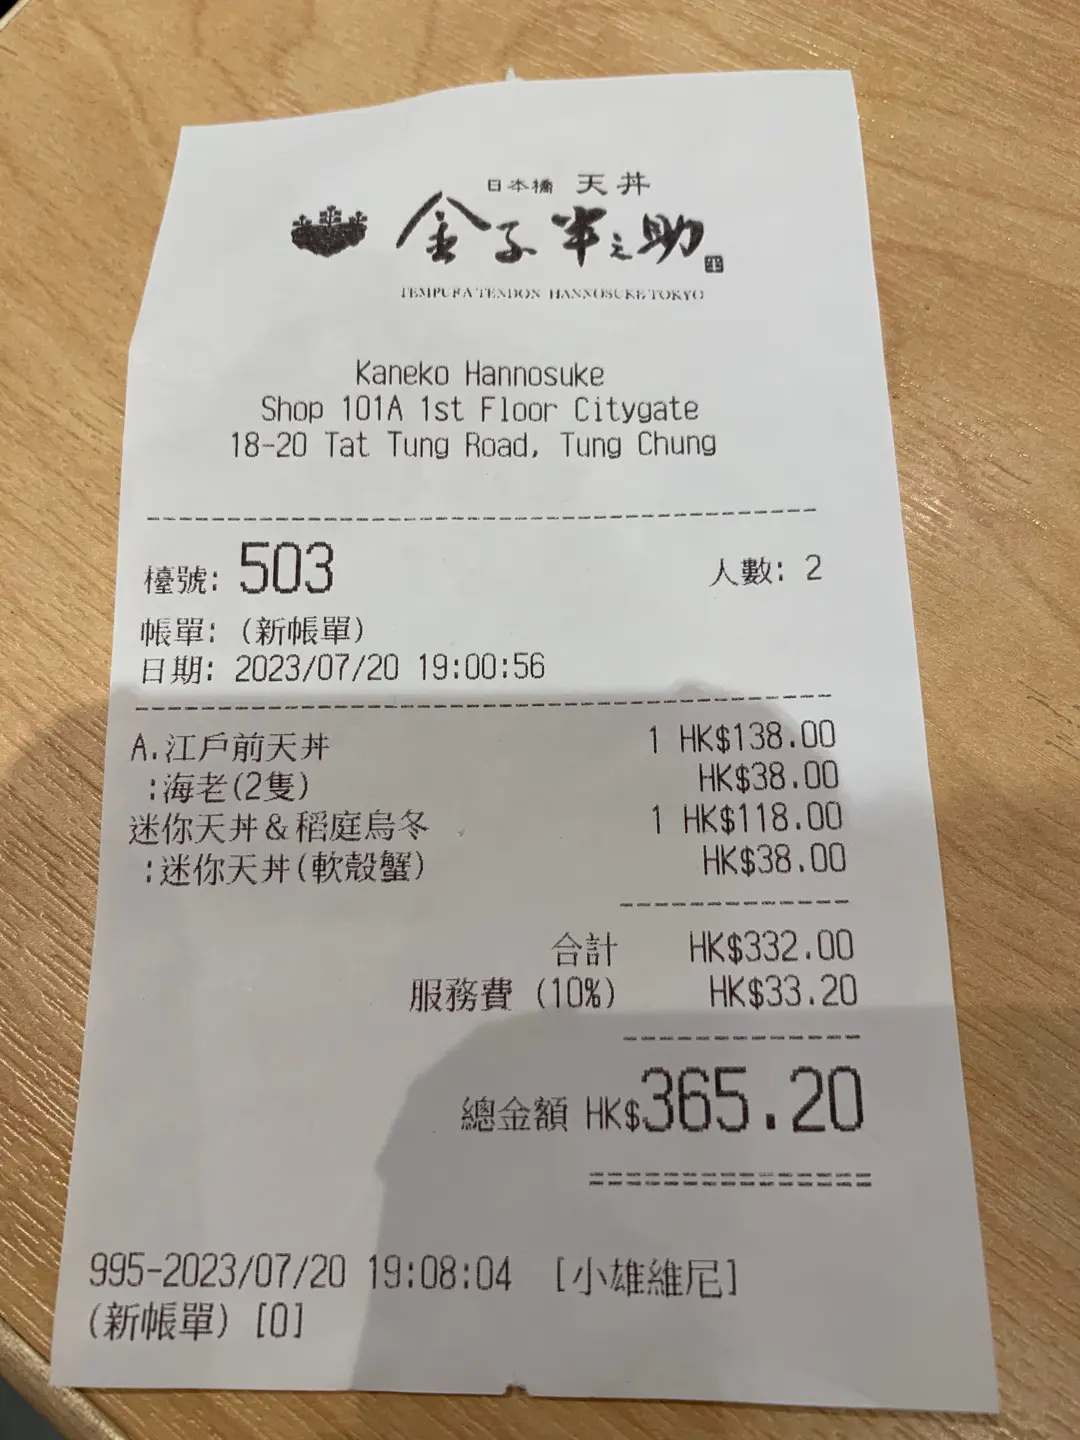 日本橋 天丼
金子半之助
TEMPURA TENDON HANNOSUKE TOKYO
Kaneko Hannosuke
Shop 101A 1st Floor Citygate
18-20 Tat Tung Road, Tung Chung
檯號: 503 人數: 2
帳單: (新帳單)
日期: 2023/07/20 19:00:56
A.江戶前天丼 1 HK$138.00
:海老(2隻) HK$38.00
迷你天丼&稻庭烏冬 1 HK$118.00
:迷你天丼(軟殼蟹) HK$38.00
合計 HK$332.00
服務費 (10%) HK$33.20
總金額 HK$365.20
995-2023/07/20 19:08:04 [小雄維尼]
(新帳單) [0]